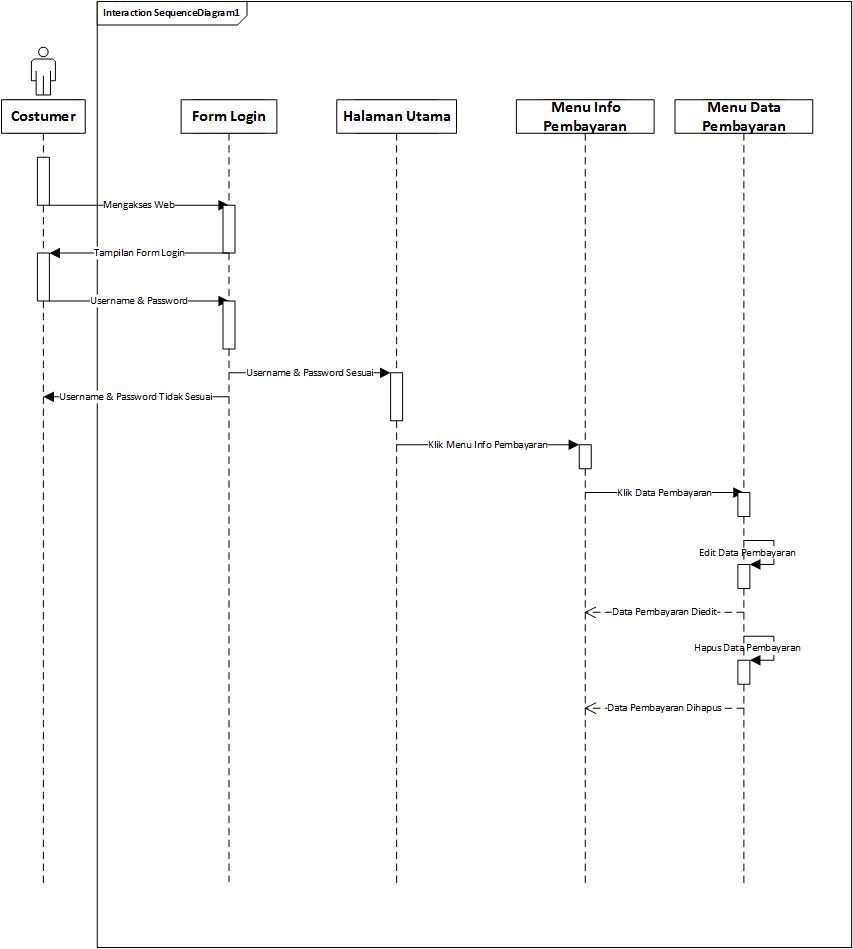 Interaction SequenceDiagram1
Costumer
Form Login
Halaman Utama
Menu Info
Pembayaran
Menu Data
Pembayaran
Mengakses Web
Tampilan Form Login
Username & Password
Username & Password Sesuai
Username & Password Tidak Sesuai
Klik Menu Info Pembayaran
Klik Data Pembayaran
Edit Data Pembayaran
Data Pembayaran Diedit
Hapus Data Pembayaran
Data Pembayaran Dihapus